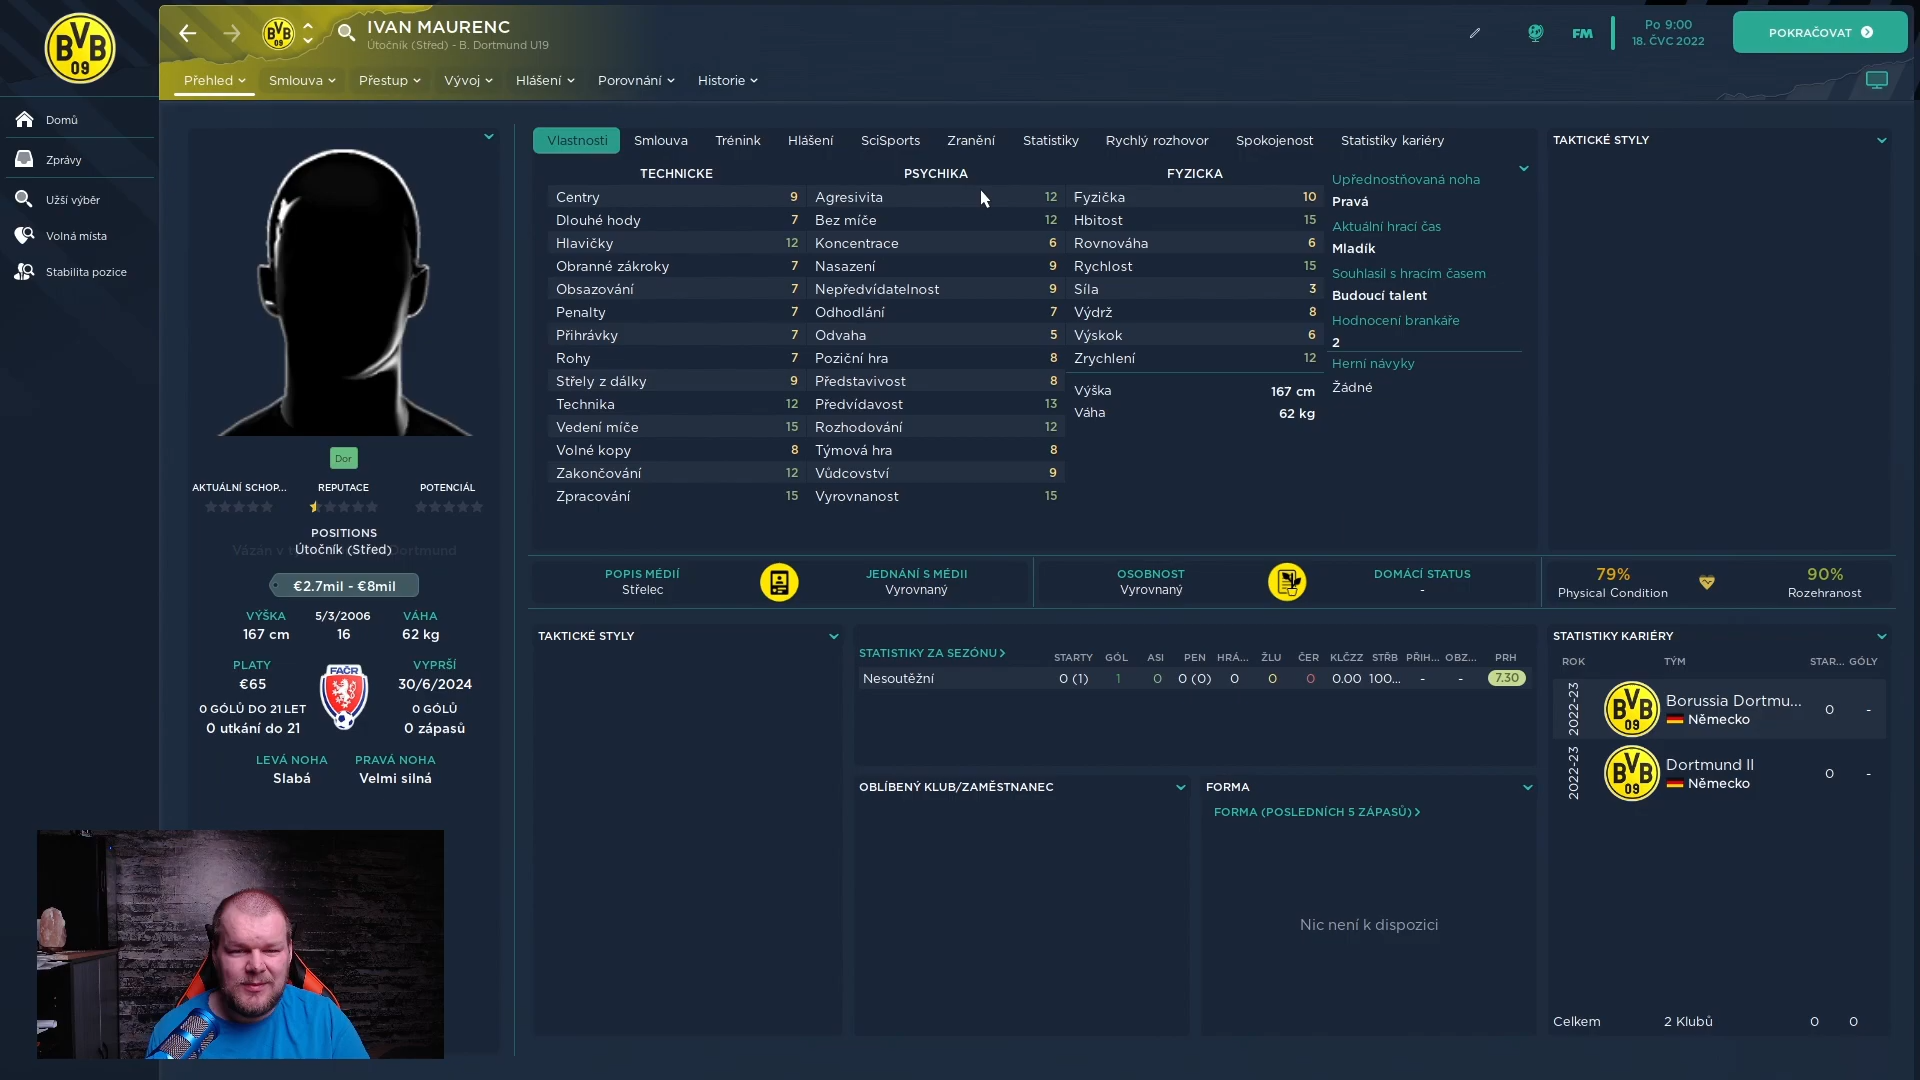 IVAN MAURENC
Útočník (Střed) - B. Dortmund U19
FM
Po 9:00
18. ČVC 2022
POKRAČOVAT
Přehled
Smlouva
Přestup
Vývoj
Hlášení
Porovnání
Historie
BVB 09
Domů
Zprávy
Užší výběr
Volná místa
Stabilita pozice
Dor
AKTUÁLNÍ SCHOP...
REPUTACE
POTENCIÁL
POSITIONS
Útočník (Střed)
€2.7mil - €8mil
VÝŠKA 5/3/2006 VÁHA
167 cm 16 62 kg
PLATY VYPRŠÍ
€65 30/6/2024
FAČR
0 GÓLŮ DO 21 LET 0 GÓLŮ
0 utkání do 21 0 zápasů
LEVÁ NOHA PRAVÁ NOHA
Slabá Velmi silná
Vlastnosti Smlouva Trénink Hlášení SciSports Zranění Statistiky Rychlý rozhovor Spokojenost Statistiky kariéry
TECHNICKE PSYCHIKA FYZICKA
Centry 9 Agresivita 12 Fyzička 10
Dlouhé hody 7 Bez míče 12 Hbitost 15
Hlavičky 12 Koncentrace 6 Rovnováha 6
Obranné zákroky 7 Nasazení 9 Rychlost 15
Obsazování 7 Nepředvídatelnost 9 Síla 3
Penalty 7 Odhodlání 7 Výdrž 8
Přihrávky 7 Odvaha 5 Výskok 6
Rohy 7 Poziční hra 8 Zrychlení 12
Střely z dálky 9 Představivost 8 Výška 167 cm
Technika 12 Předvídavost 13 Váha 62 kg
Vedení míče 15 Rozhodování 12
Volné kopy 8 Týmová hra 8
Zakončování 12 Vůdcovství 9
Zpracování 15 Vyrovnanost 15
Upřednostňovaná noha
Pravá
Aktuální hrací čas
Mladík
Souhlasil s hracím časem
Budoucí talent
Hodnocení brankáře
2
Herní návyky
Žádné
TAKTICKÉ STYLY
POPIS MÉDIÍ
Střelec
JEDNÁNÍ S MÉDII
Vyrovnaný
OSOBNOST
Vyrovnaný
DOMÁCÍ STATUS
-
79%
Physical Condition
90%
Rozehranost
TAKTICKÉ STYLY
STATISTIKY ZA SEZÓNU STARTY GÓL ASI PEN HRÁ... ŽLU ČER KLČZZ STŘB PŘIH... OBZ... PRH
Nesoutěžní 0 (1) 1 0 0 (0) 0 0 0 0.00 100... - - 7.30
OBLÍBENÝ KLUB/ZAMĚSTNANEC
FORMA
FORMA (POSLEDNÍCH 5 ZÁPASŮ)
Nic není k dispozici
STATISTIKY KARIÉRY
ROK TÝM STAR... GÓLY
2022-23 BVB 09 Borussia Dortmu... 0 -
Německo
2022-23 BVB 09 Dortmund II 0 -
Německo
Celkem 2 Klubů 0 0